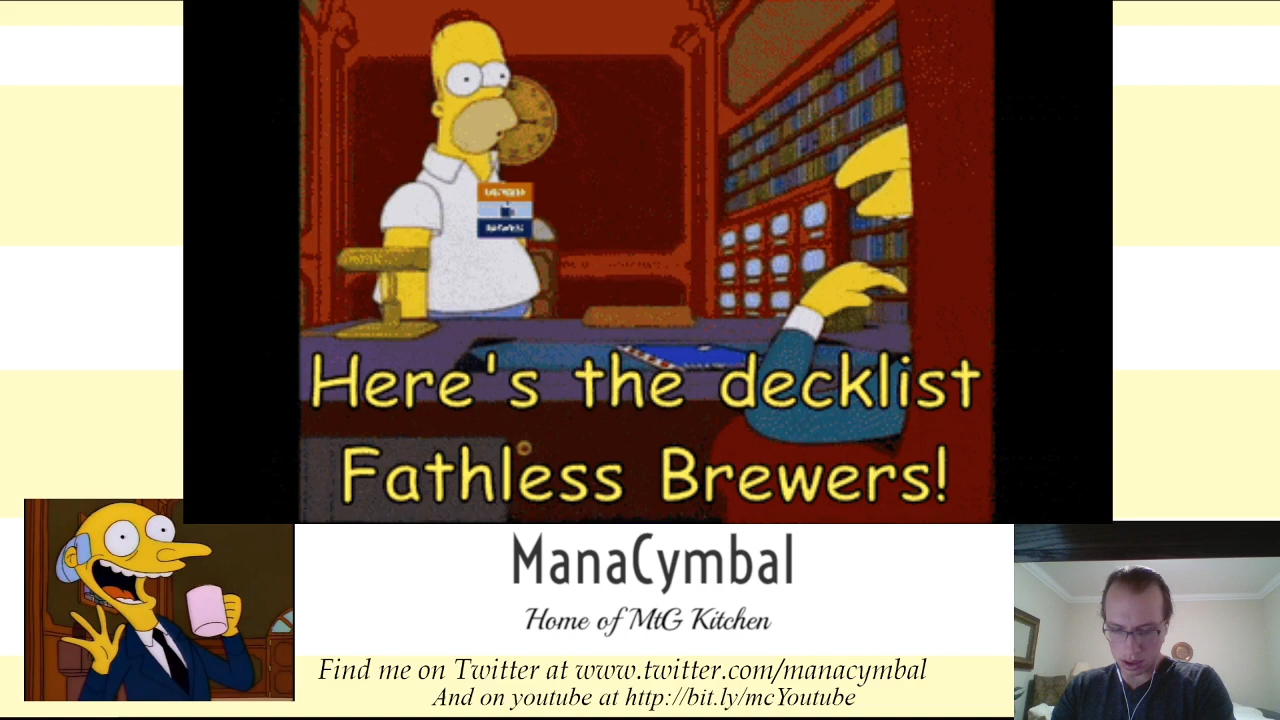 Here's the decklist
Fathless Brewers!
ManaCymbal
Home of MtG Kitchen
Find me on Twitter at www.twitter.com/manacymbal
And on youtube at http://bit.ly/mcYoutube